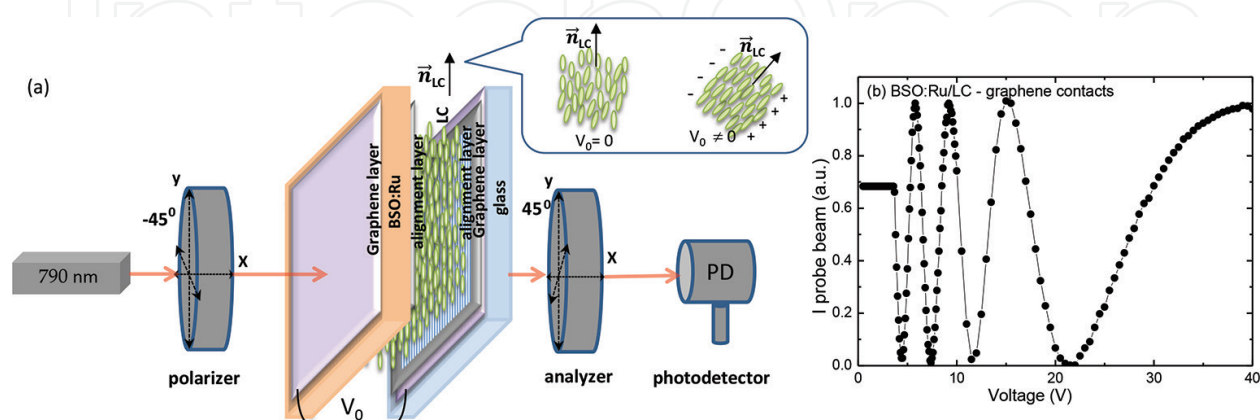 (a)
790 nm
y
-45⁰
x
polarizer
Graphene layer
BSO:Ru
alignment layer
LC
n⃗LC
alignment layer
Graphene layer
glass
V₀
n⃗LC
V₀= 0
- - - -
n⃗LC
+ + + + +
V₀ ≠ 0
y
45⁰
x
analyzer
PD
photodetector
(b) BSO:Ru/LC - graphene contacts
I probe beam (a.u.)
1.0
0.8
0.6
0.4
0.2
0.0
0 10 20 30 40
Voltage (V)